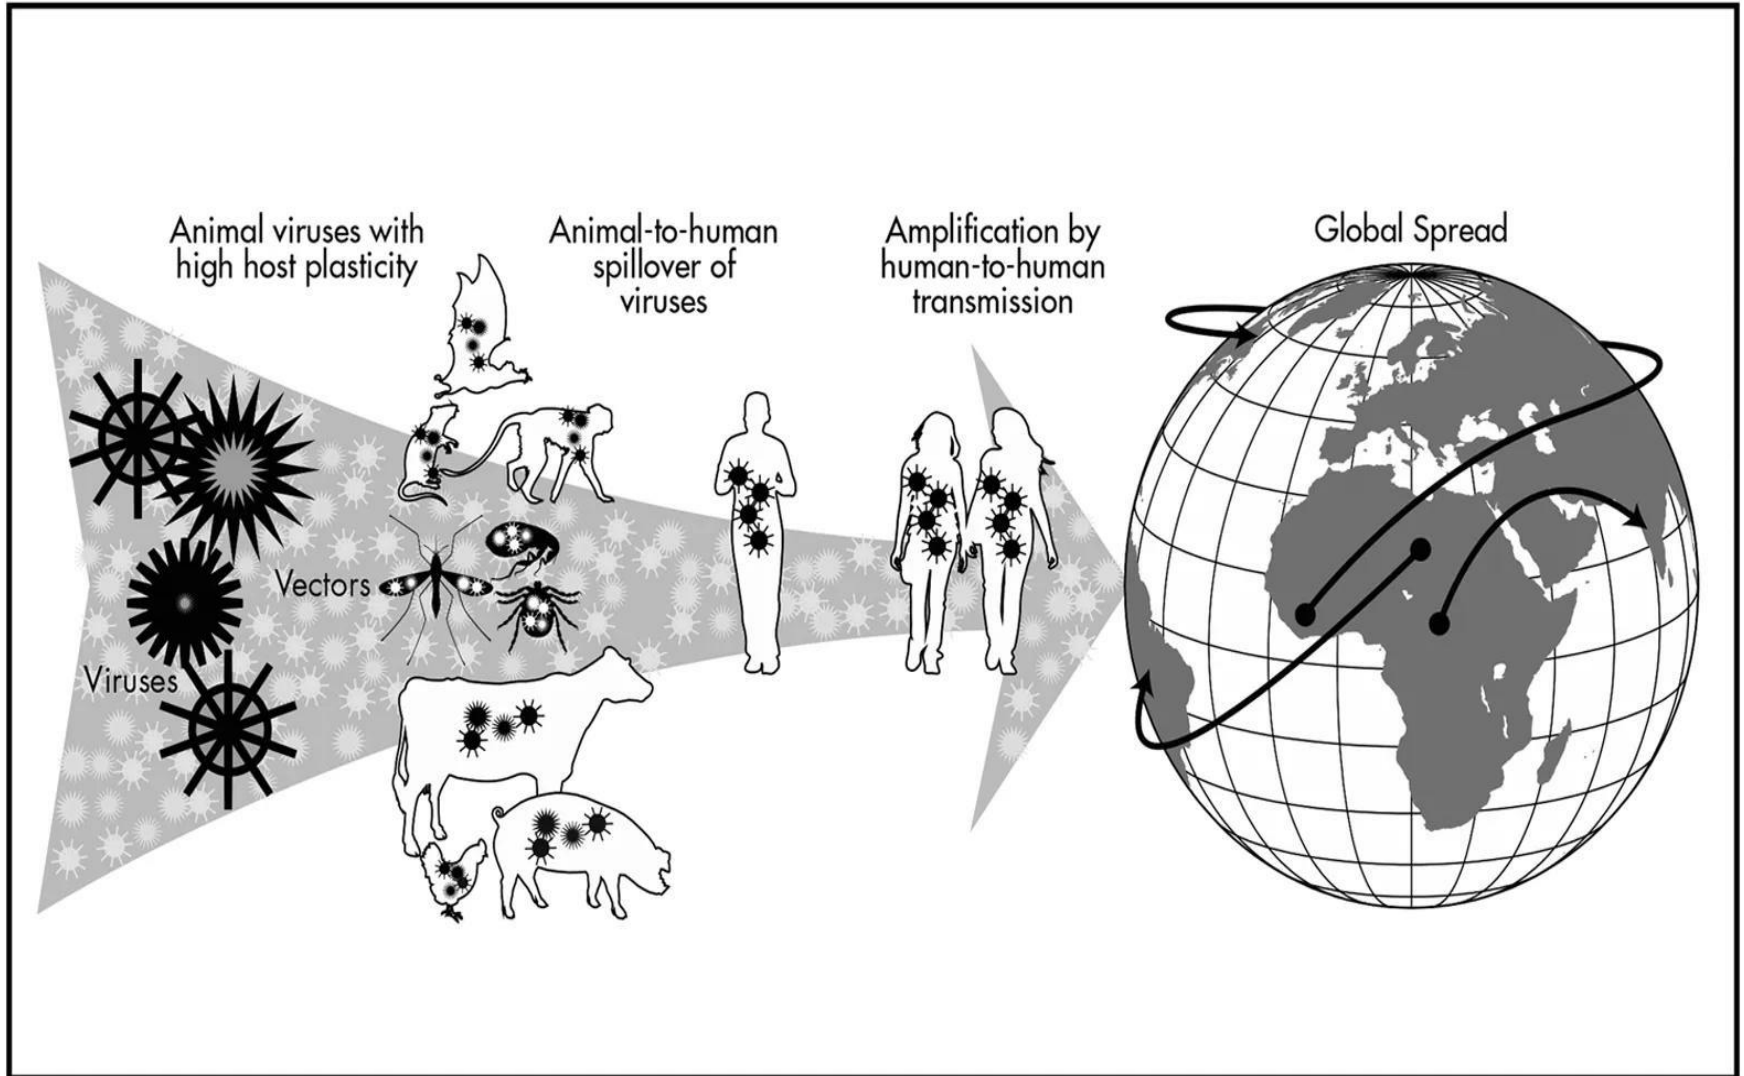 Animal viruses with
high host plasticity
Animal-to-human
spillover of
viruses
Amplification by
human-to-human
transmission
Global Spread
Vectors
Viruses